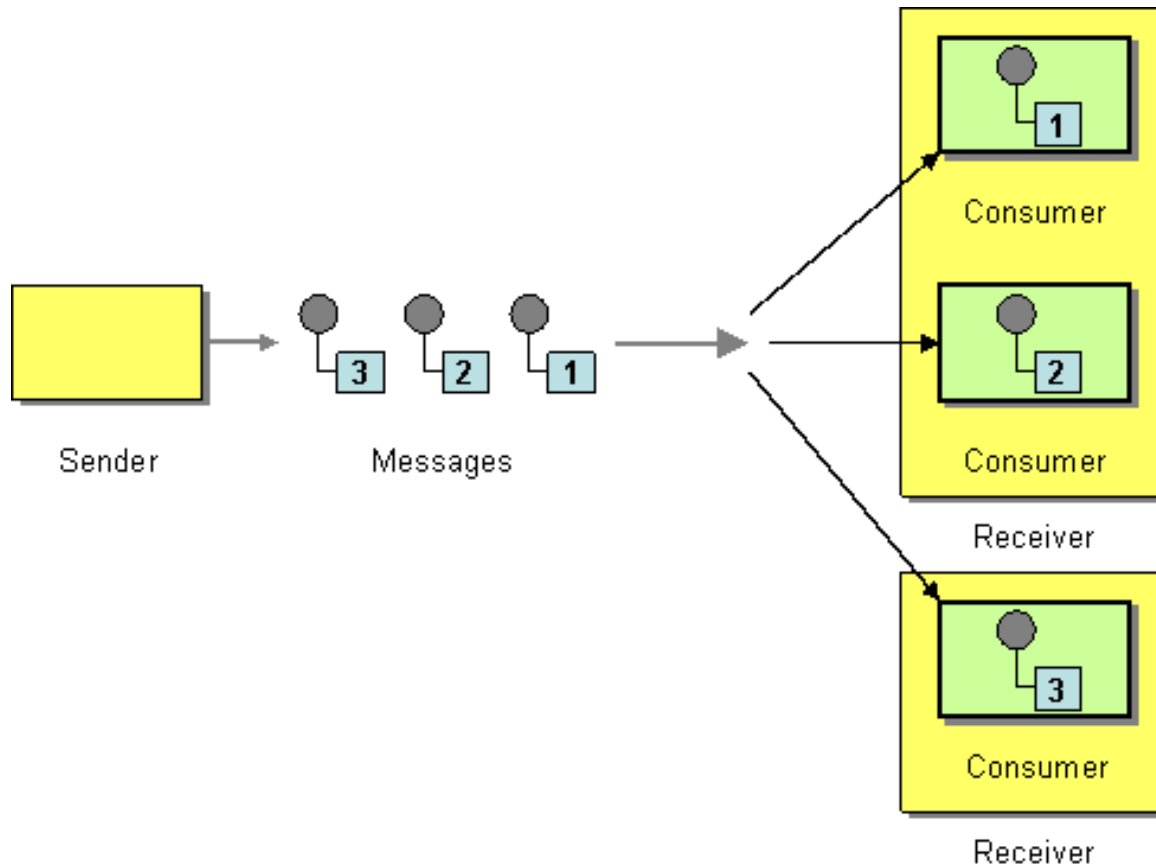 1
Consumer
3 2 1
2
Sender
Messages
Consumer
Receiver
3
Consumer
Receiver